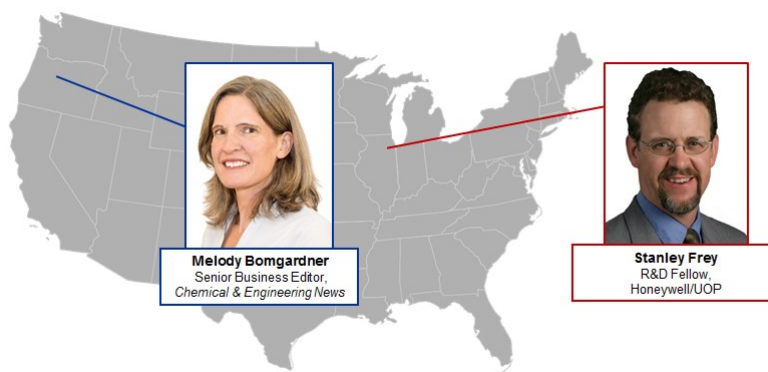 Melody Bomgardner
Senior Business Editor,
Chemical & Engineering News
Stanley Frey
R&D Fellow,
Honeywell/UOP